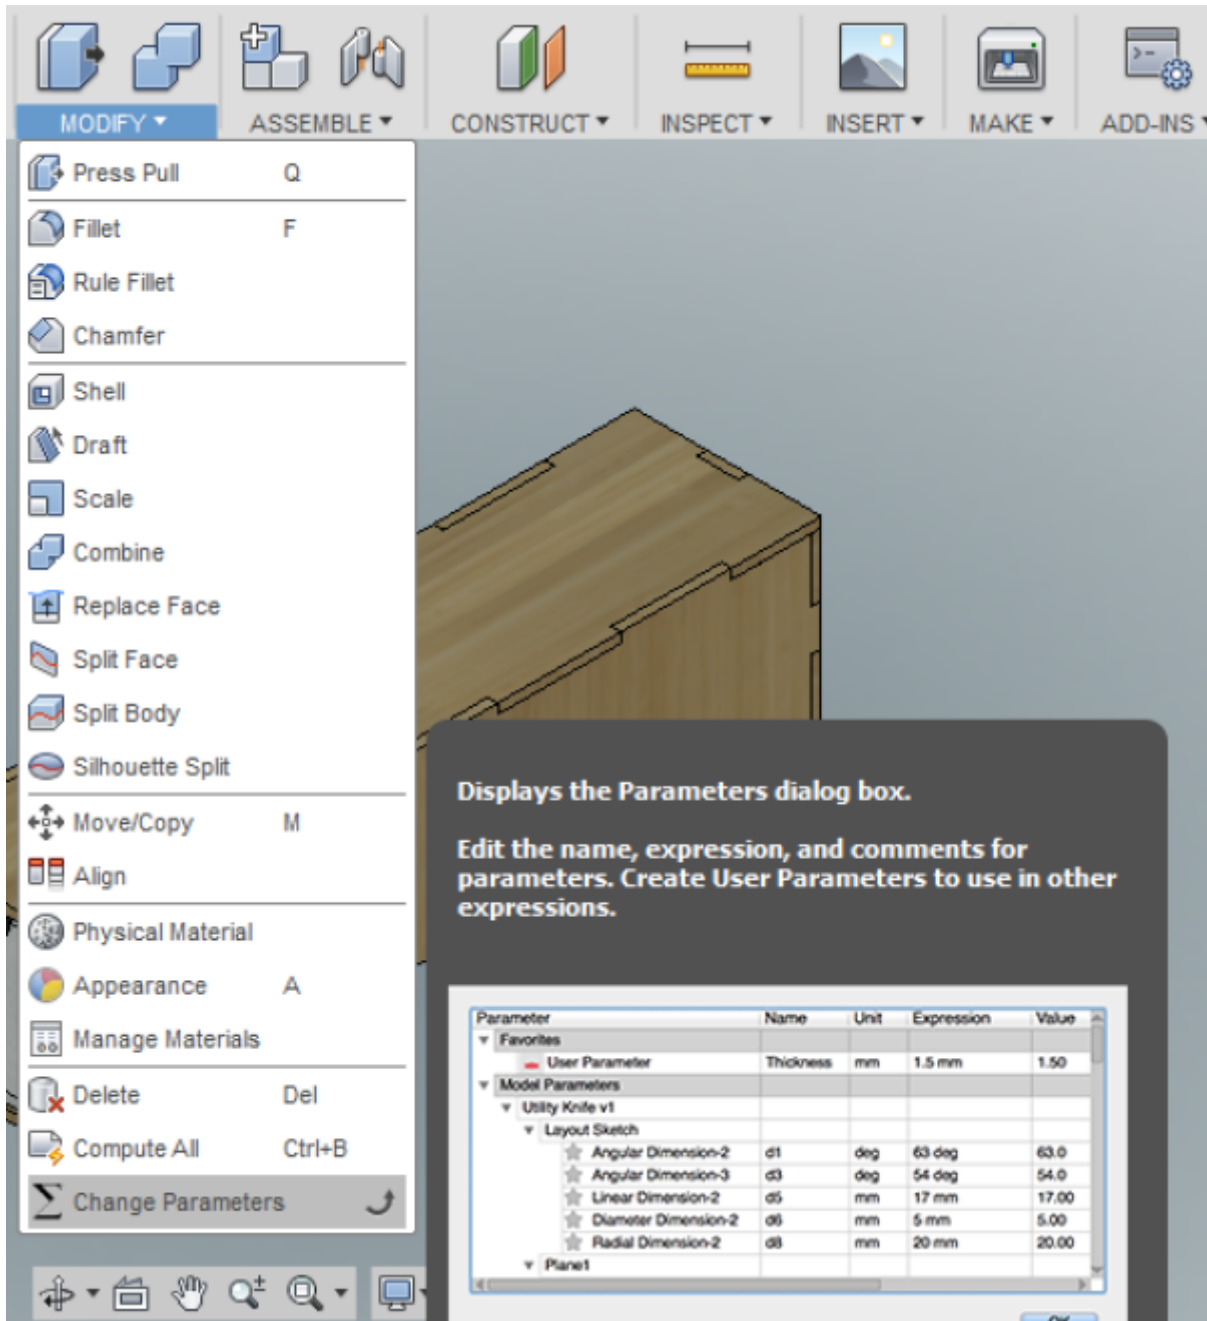 MODIFY ASSEMBLE CONSTRUCT INSPECT INSERT MAKE ADD-INS
Press Pull Q
Fillet F
Rule Fillet
Chamfer
Shell
Draft
Scale
Combine
Replace Face
Split Face
Split Body
Silhouette Split
Move/Copy M
Align
Physical Material
Appearance A
Manage Materials
Delete Del
Compute All Ctrl+B
Change Parameters
Displays the Parameters dialog box.
Edit the name, expression, and comments for
parameters. Create User Parameters to use in other
expressions.
Parameter Name Unit Expression Value
Favorites
User Parameter Thickness mm 1.5 mm 1.50
Model Parameters
Utility Knife v1
Layout Sketch
Angular Dimension-2 d1 deg 63 deg 63.0
Angular Dimension-3 d3 deg 54 deg 54.0
Linear Dimension-2 d5 mm 17 mm 17.00
Diameter Dimension-2 d6 mm 5 mm 5.00
Radial Dimension-2 d8 mm 20 mm 20.00
Plane1